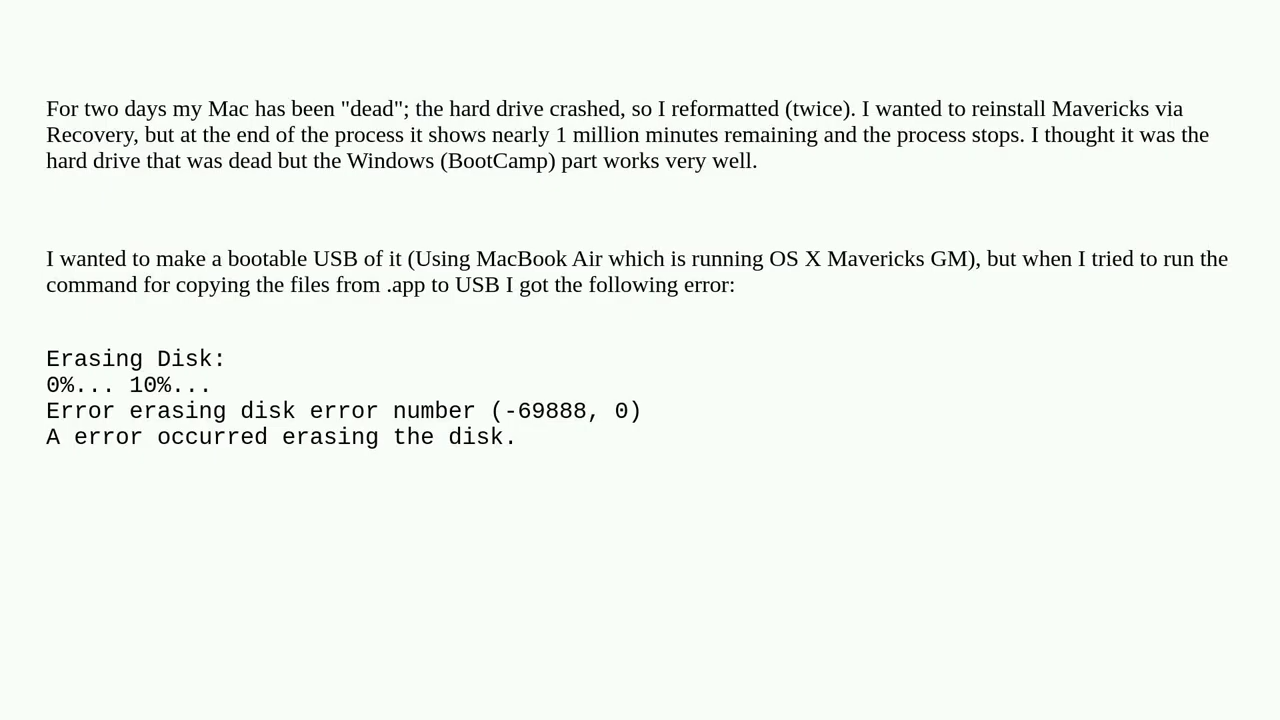 For two days my Mac has been "dead"; the hard drive crashed, so I reformatted (twice). I wanted to reinstall Mavericks via
Recovery, but at the end of the process it shows nearly 1 million minutes remaining and the process stops. I thought it was the
hard drive that was dead but the Windows (BootCamp) part works very well.
I wanted to make a bootable USB of it (Using MacBook Air which is running OS X Mavericks GM), but when I tried to run the
command for copying the files from .app to USB I got the following error:
Erasing Disk:
0%... 10%...
Error erasing disk error number (-69888, 0)
A error occurred erasing the disk.